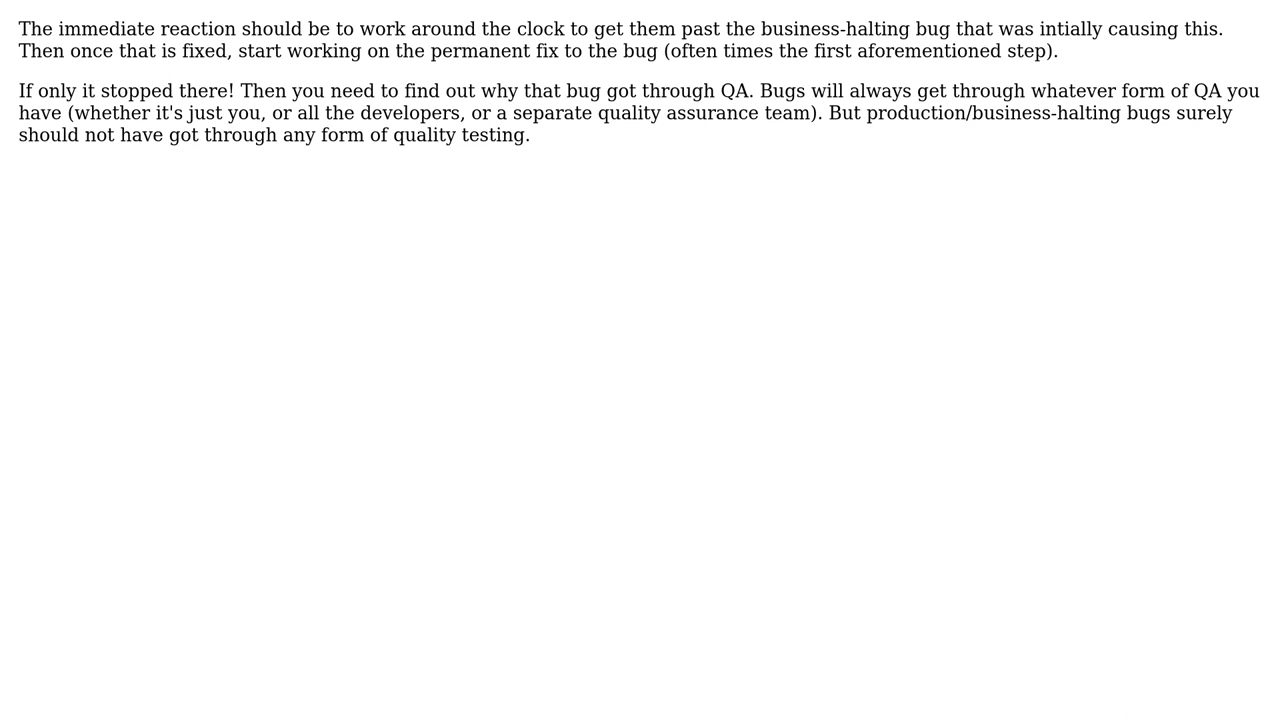 The immediate reaction should be to work around the clock to get them past the business-halting bug that was intially causing this.
Then once that is fixed, start working on the permanent fix to the bug (often times the first aforementioned step).
If only it stopped there! Then you need to find out why that bug got through QA. Bugs will always get through whatever form of QA you
have (whether it's just you, or all the developers, or a separate quality assurance team). But production/business-halting bugs surely
should not have got through any form of quality testing.